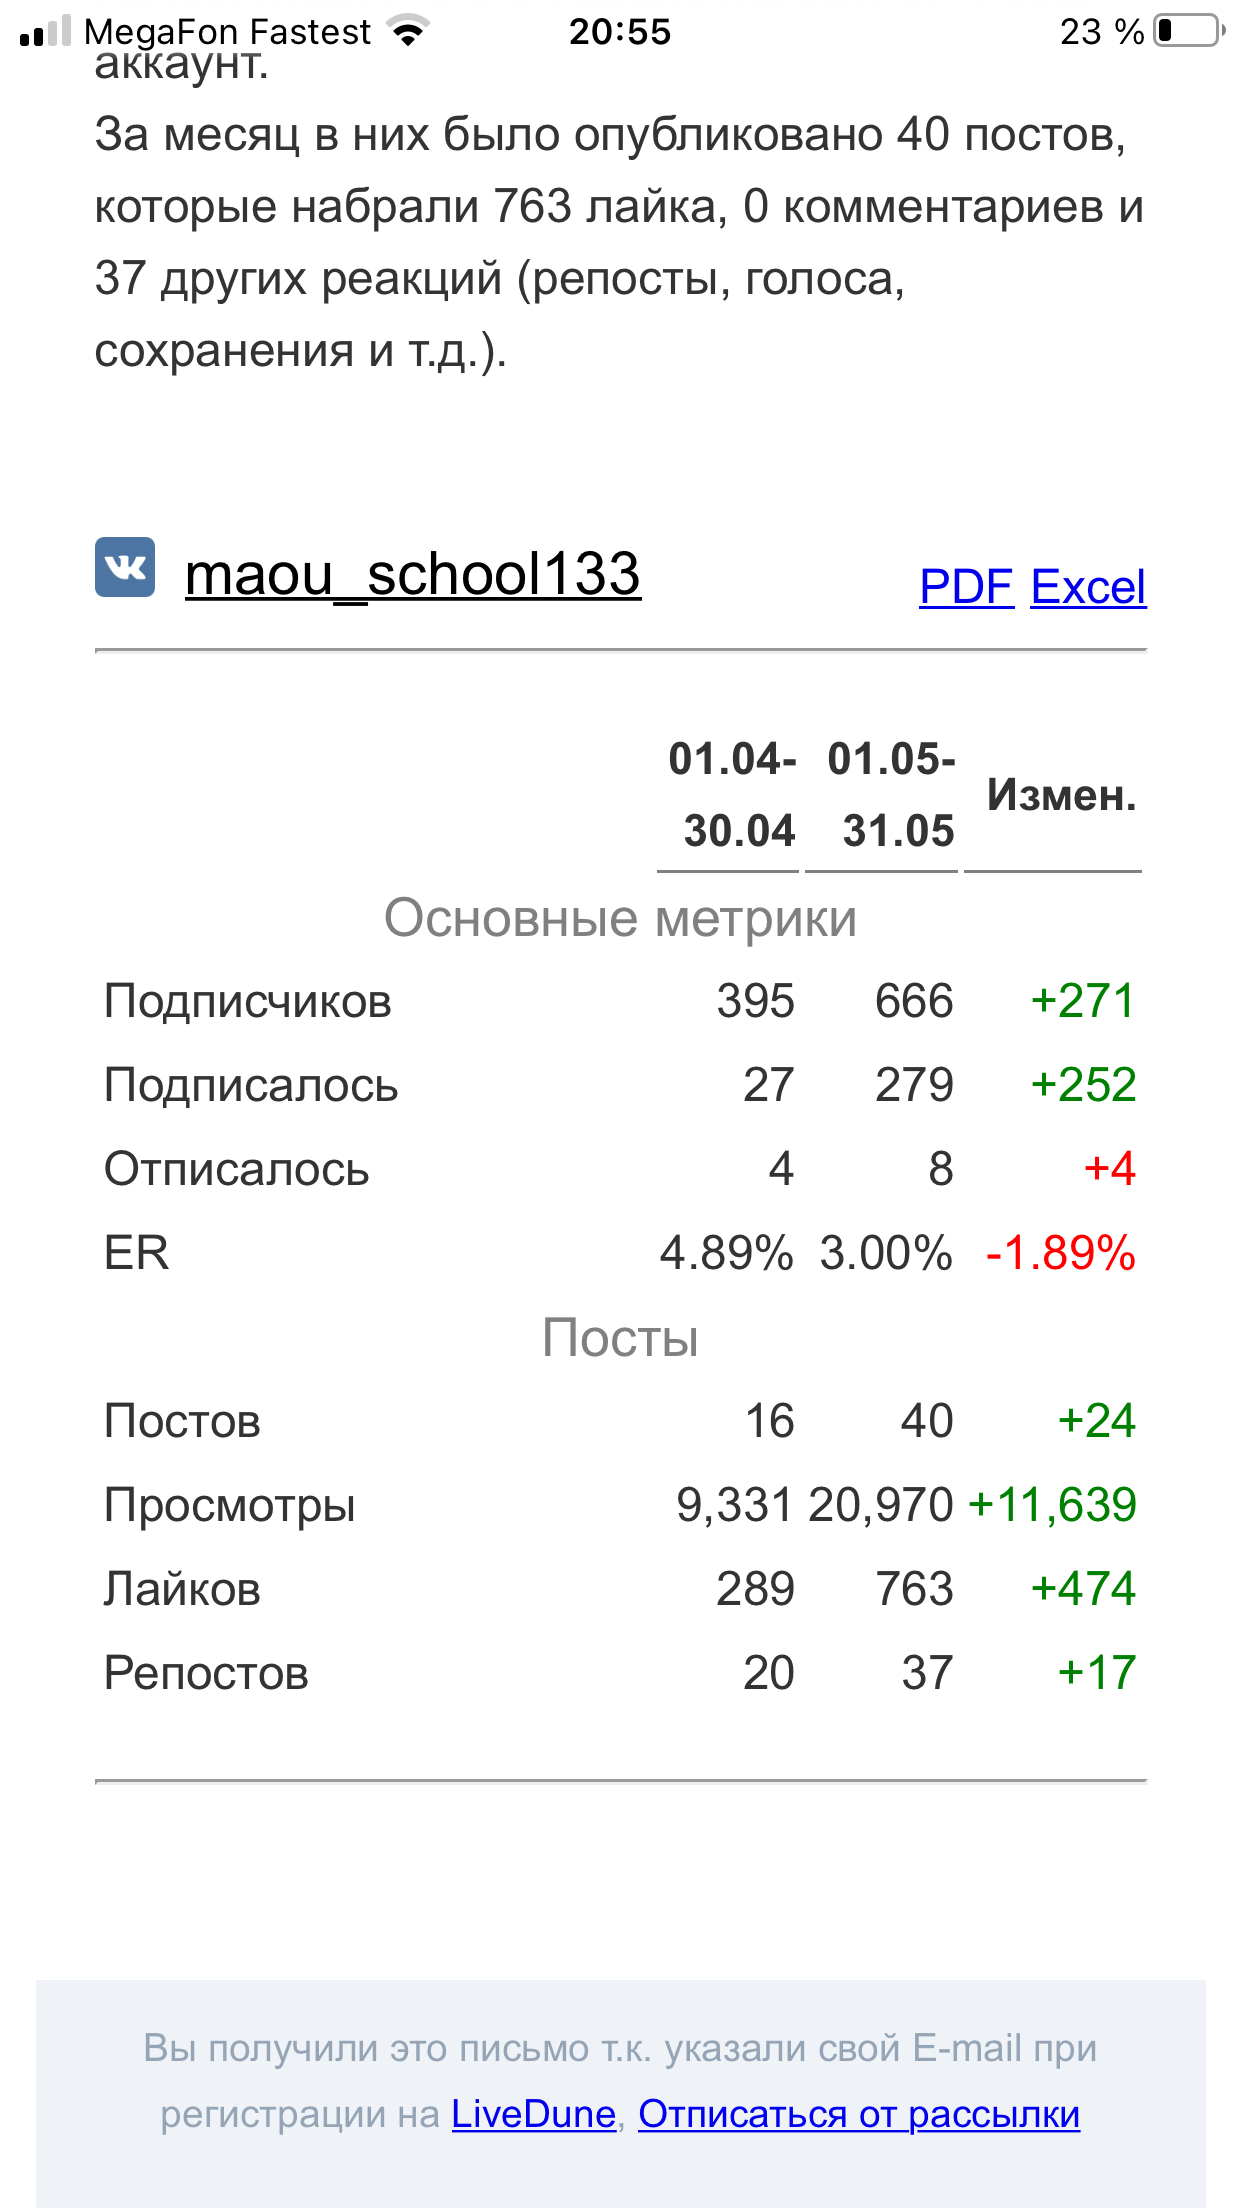 MegaFon Fastest 20:55 23 %
аккаунт.
За месяц в них было опубликовано 40 постов,
которые набрали 763 лайка, 0 комментариев и
37 других реакций (репосты, голоса,
сохранения и т.д.).
maou_school133 PDF Excel
01.04-30.04 01.05-31.05 Измен.
Основные метрики
Подписчиков 395 666 +271
Подписалось 27 279 +252
Отписалось 4 8 +4
ER 4.89% 3.00% -1.89%
Посты
Постов 16 40 +24
Просмотры 9,331 20,970 +11,639
Лайков 289 763 +474
Репостов 20 37 +17
Вы получили это письмо т.к. указали свой E-mail при
регистрации на LiveDune, Отписаться от рассылки